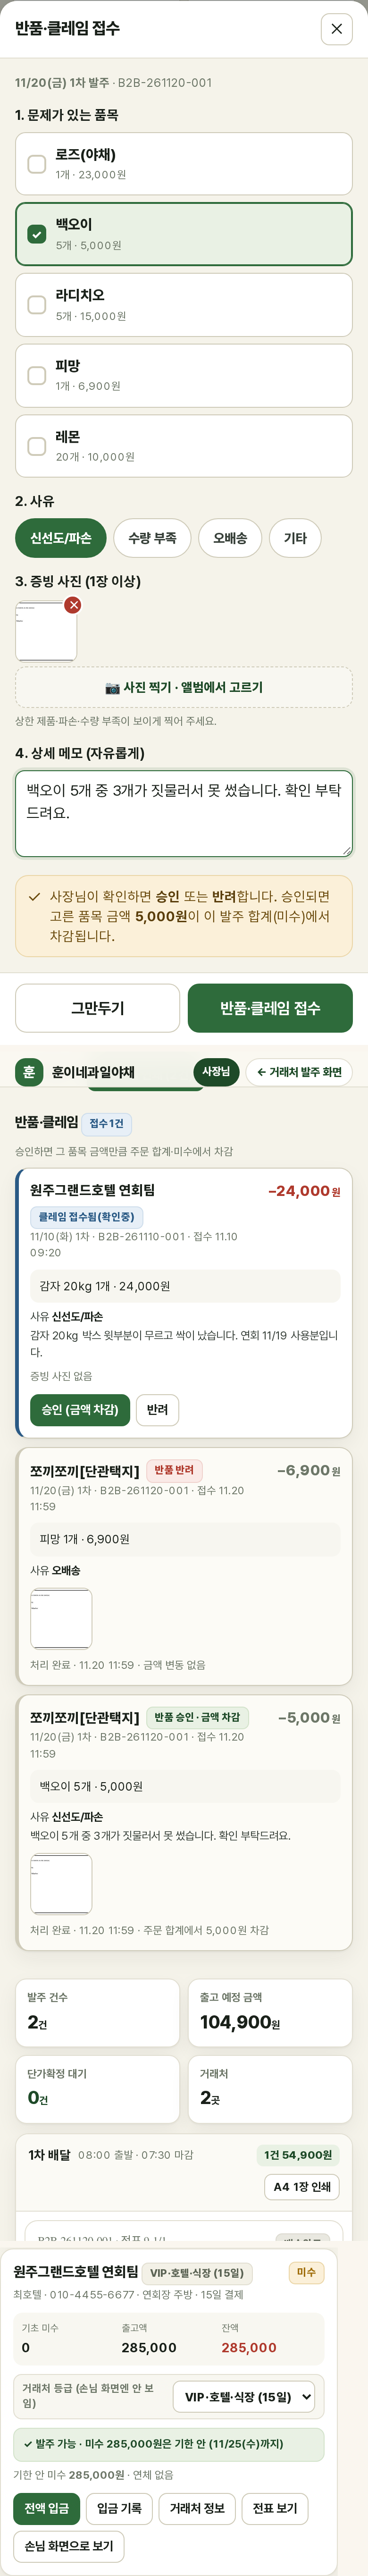 반품·클레임 접수
11/20(금) 1차 발주 · B2B-261120-001
1. 문제가 있는 품목
로즈(야채)
1개 · 23,000원
백오이
5개 · 5,000원
라디치오
5개 · 15,000원
피망
1개 · 6,900원
레몬
20개 · 10,000원
2. 사유
신선도/파손 수량 부족 오배송 기타
3. 증빙 사진 (1장 이상)
📷 사진 찍기 · 앨범에서 고르기
상한 제품·파손·수량 부족이 보이게 찍어 주세요.
4. 상세 메모 (자유롭게)
백오이 5개 중 3개가 짓물러서 못 썼습니다. 확인 부탁
드려요.
✓ 사장님이 확인하면 승인 또는 반려합니다. 승인되면
고른 품목 금액 5,000원이 이 발주 합계(미수)에서
차감됩니다.
그만두기 반품·클레임 접수
훈 훈이네과일야채 사장님 ← 거래처 발주 화면
반품·클레임 접수 1건
승인하면 그 품목 금액만큼 주문 합계·미수에서 차감
원주그랜드호텔 연회팀 −24,000원
클레임 접수됨(확인중)
11/10(화) 1차 · B2B-261110-001 · 접수 11.10
09:20
감자 20kg 1개 · 24,000원
사유 신선도/파손
감자 20kg 박스 윗부분이 무르고 싹이 났습니다. 연회 11/19 사용분입니
다.
증빙 사진 없음
승인 (금액 차감) 반려
쪼끼쪼끼[단관택지] 반품 반려 −6,900원
11/20(금) 1차 · B2B-261120-001 · 접수 11.20
11:59
피망 1개 · 6,900원
사유 오배송
처리 완료 · 11.20 11:59 · 금액 변동 없음
쪼끼쪼끼[단관택지] 반품 승인 · 금액 차감 −5,000원
11/20(금) 1차 · B2B-261120-001 · 접수 11.20
11:59
백오이 5개 · 5,000원
사유 신선도/파손
백오이 5개 중 3개가 짓물러서 못 썼습니다. 확인 부탁드려요.
처리 완료 · 11.20 11:59 · 주문 합계에서 5,000원 차감
발주 건수 출고 예정 금액
2건 104,900원
단가확정 대기 거래처
0건 2곳
1차 배달 08:00 출발 · 07:30 마감 1건 54,900원
A4 1장 인쇄
원주그랜드호텔 연회팀 VIP·호텔·식장 (15일) 미수
최호텔 · 010-4455-6677 · 연회장 주방 · 15일 결제
기초 미수 출고액 잔액
0 285,000 285,000
거래처 등급 (손님 화면엔 안 보
임)
VIP·호텔·식장 (15일)
✓ 발주 가능 · 미수 285,000원은 기한 안 (11/25(수)까지)
기한 안 미수 285,000원 · 연체 없음
전액 입금 입금 기록 거래처 정보 전표 보기
손님 화면으로 보기